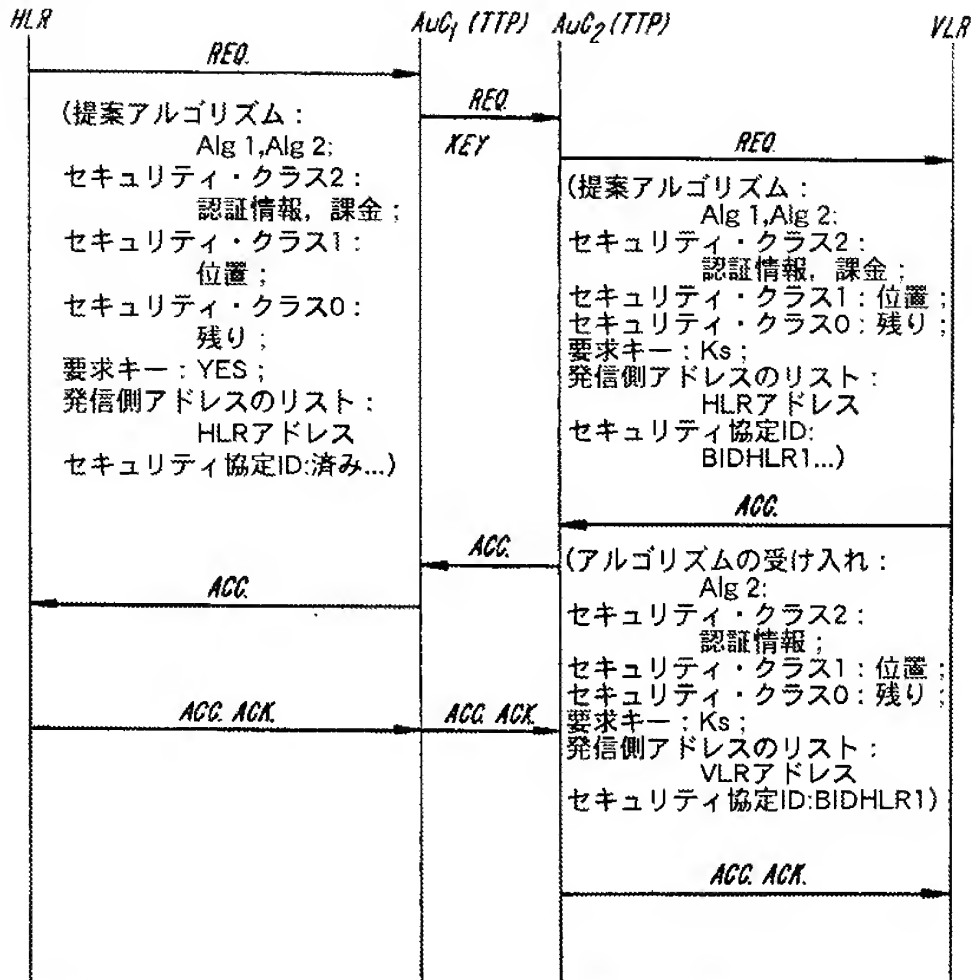 HLR
AuC1 (TTP)
AuC2 (TTP)
VLR
REQ.
(提案アルゴリズム：
Alg 1,Alg 2;
セキュリティ・クラス2：
認証情報，課金；
セキュリティ・クラス1：
位置；
セキュリティ・クラス0：
残り；
要求キー：YES；
発信側アドレスのリスト：
HLRアドレス
セキュリティ協定ID:済み...)
REQ.
KEY
REQ.
(提案アルゴリズム：
Alg 1,Alg 2:
セキュリティ・クラス2：
認証情報，課金；
セキュリティ・クラス1：位置；
セキュリティ・クラス0：残り；
要求キー：Ks；
発信側アドレスのリスト：
HLRアドレス
セキュリティ協定ID:
BIDHLR1...)
ACC.
ACC.
ACC.
(アルゴリズムの受け入れ：
Alg 2:
セキュリティ・クラス2：
認証情報；
セキュリティ・クラス1：位置；
セキュリティ・クラス0：残り；
要求キー：Ks；
発信側アドレスのリスト：
VLRアドレス
セキュリティ協定ID:BIDHLR1)
ACC. ACK.
ACC. ACK.
ACC. ACK.